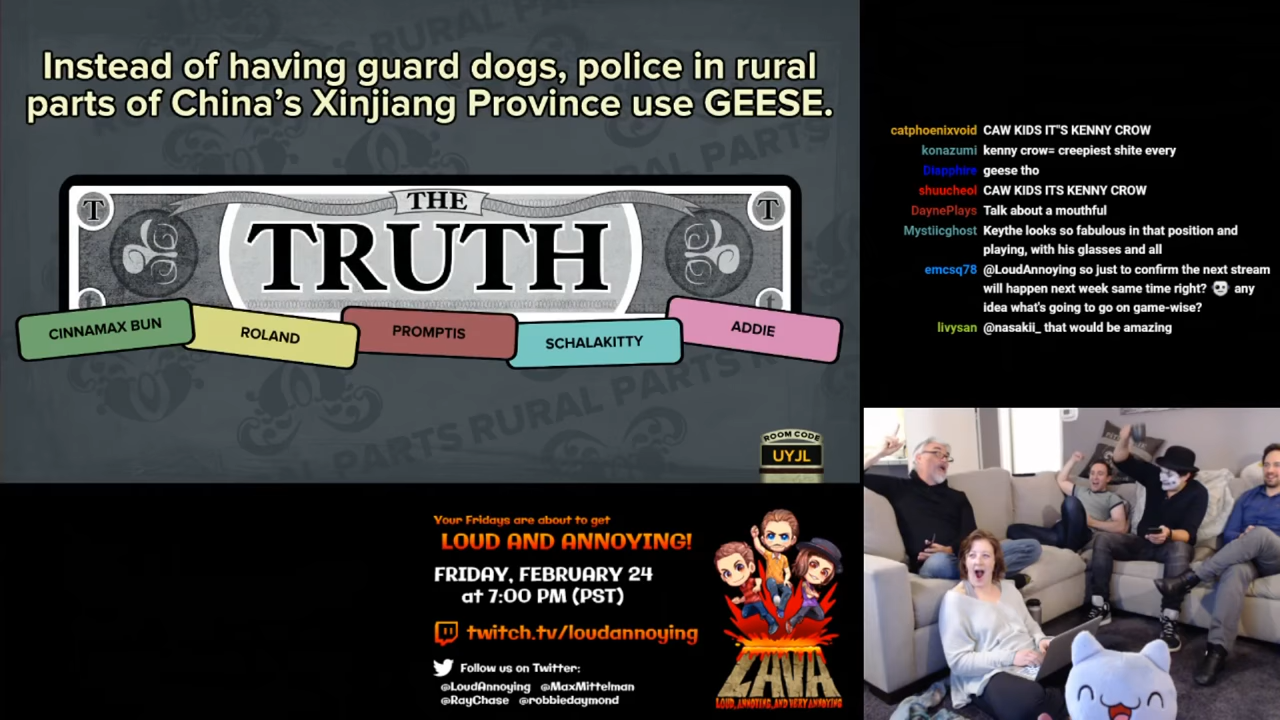 Instead of having guard dogs, police in rural
parts of China's Xinjiang Province use GEESE.
THE
TRUTH
T
T
CINNAMAX BUN
ROLAND
PROMPTIS
SCHALAKITTY
ADDIE
ROOM CODE
UYJL
catphoenixvoid CAW KIDS IT"S KENNY CROW
konazumi kenny crow= creepiest shite every
Diapphire geese tho
shuucheol CAW KIDS ITS KENNY CROW
DaynePlays Talk about a mouthful
Mystiicghost Keythe looks so fabulous in that position and
playing, with his glasses and all
emcsq78 @LoudAnnoying so just to confirm the next stream
will happen next week same time right? any
idea what's going to go on game-wise?
livysan @nasakii_ that would be amazing
Your Fridays are about to get
LOUD AND ANNOYING!
FRIDAY, FEBRUARY 24
at 7:00 PM (PST)
twitch.tv/loudannoying
Follow us on Twitter:
@LoudAnnoying @MaxMittelman
@RayChase @robbiedaymond
LAVA
LOUD, ANNOYING, AND VERY ANNOYING